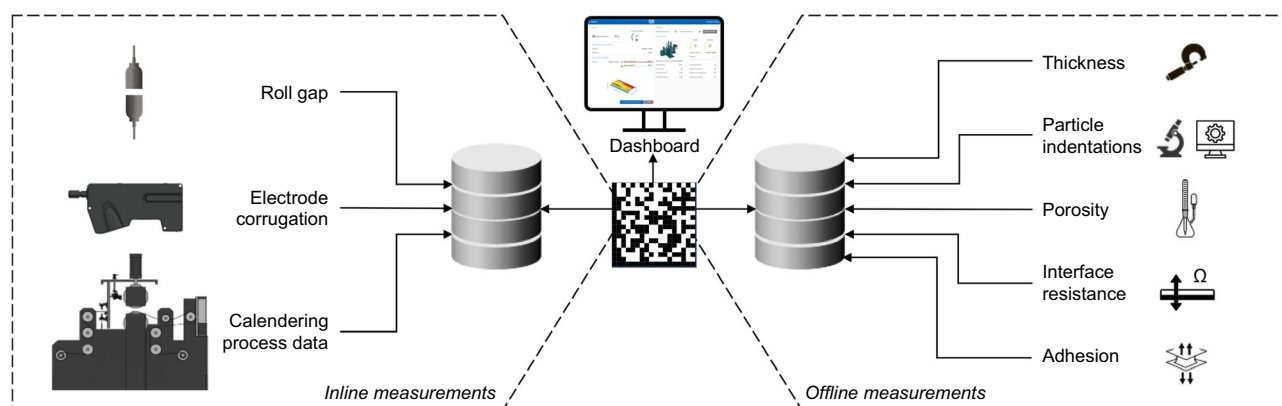 Roll gap
Electrode
corrugation
Calendering
process data
Inline measurements
Dashboard
Thickness
Particle
indentations
Porosity
Interface
resistance
Ω
Adhesion
Offline measurements